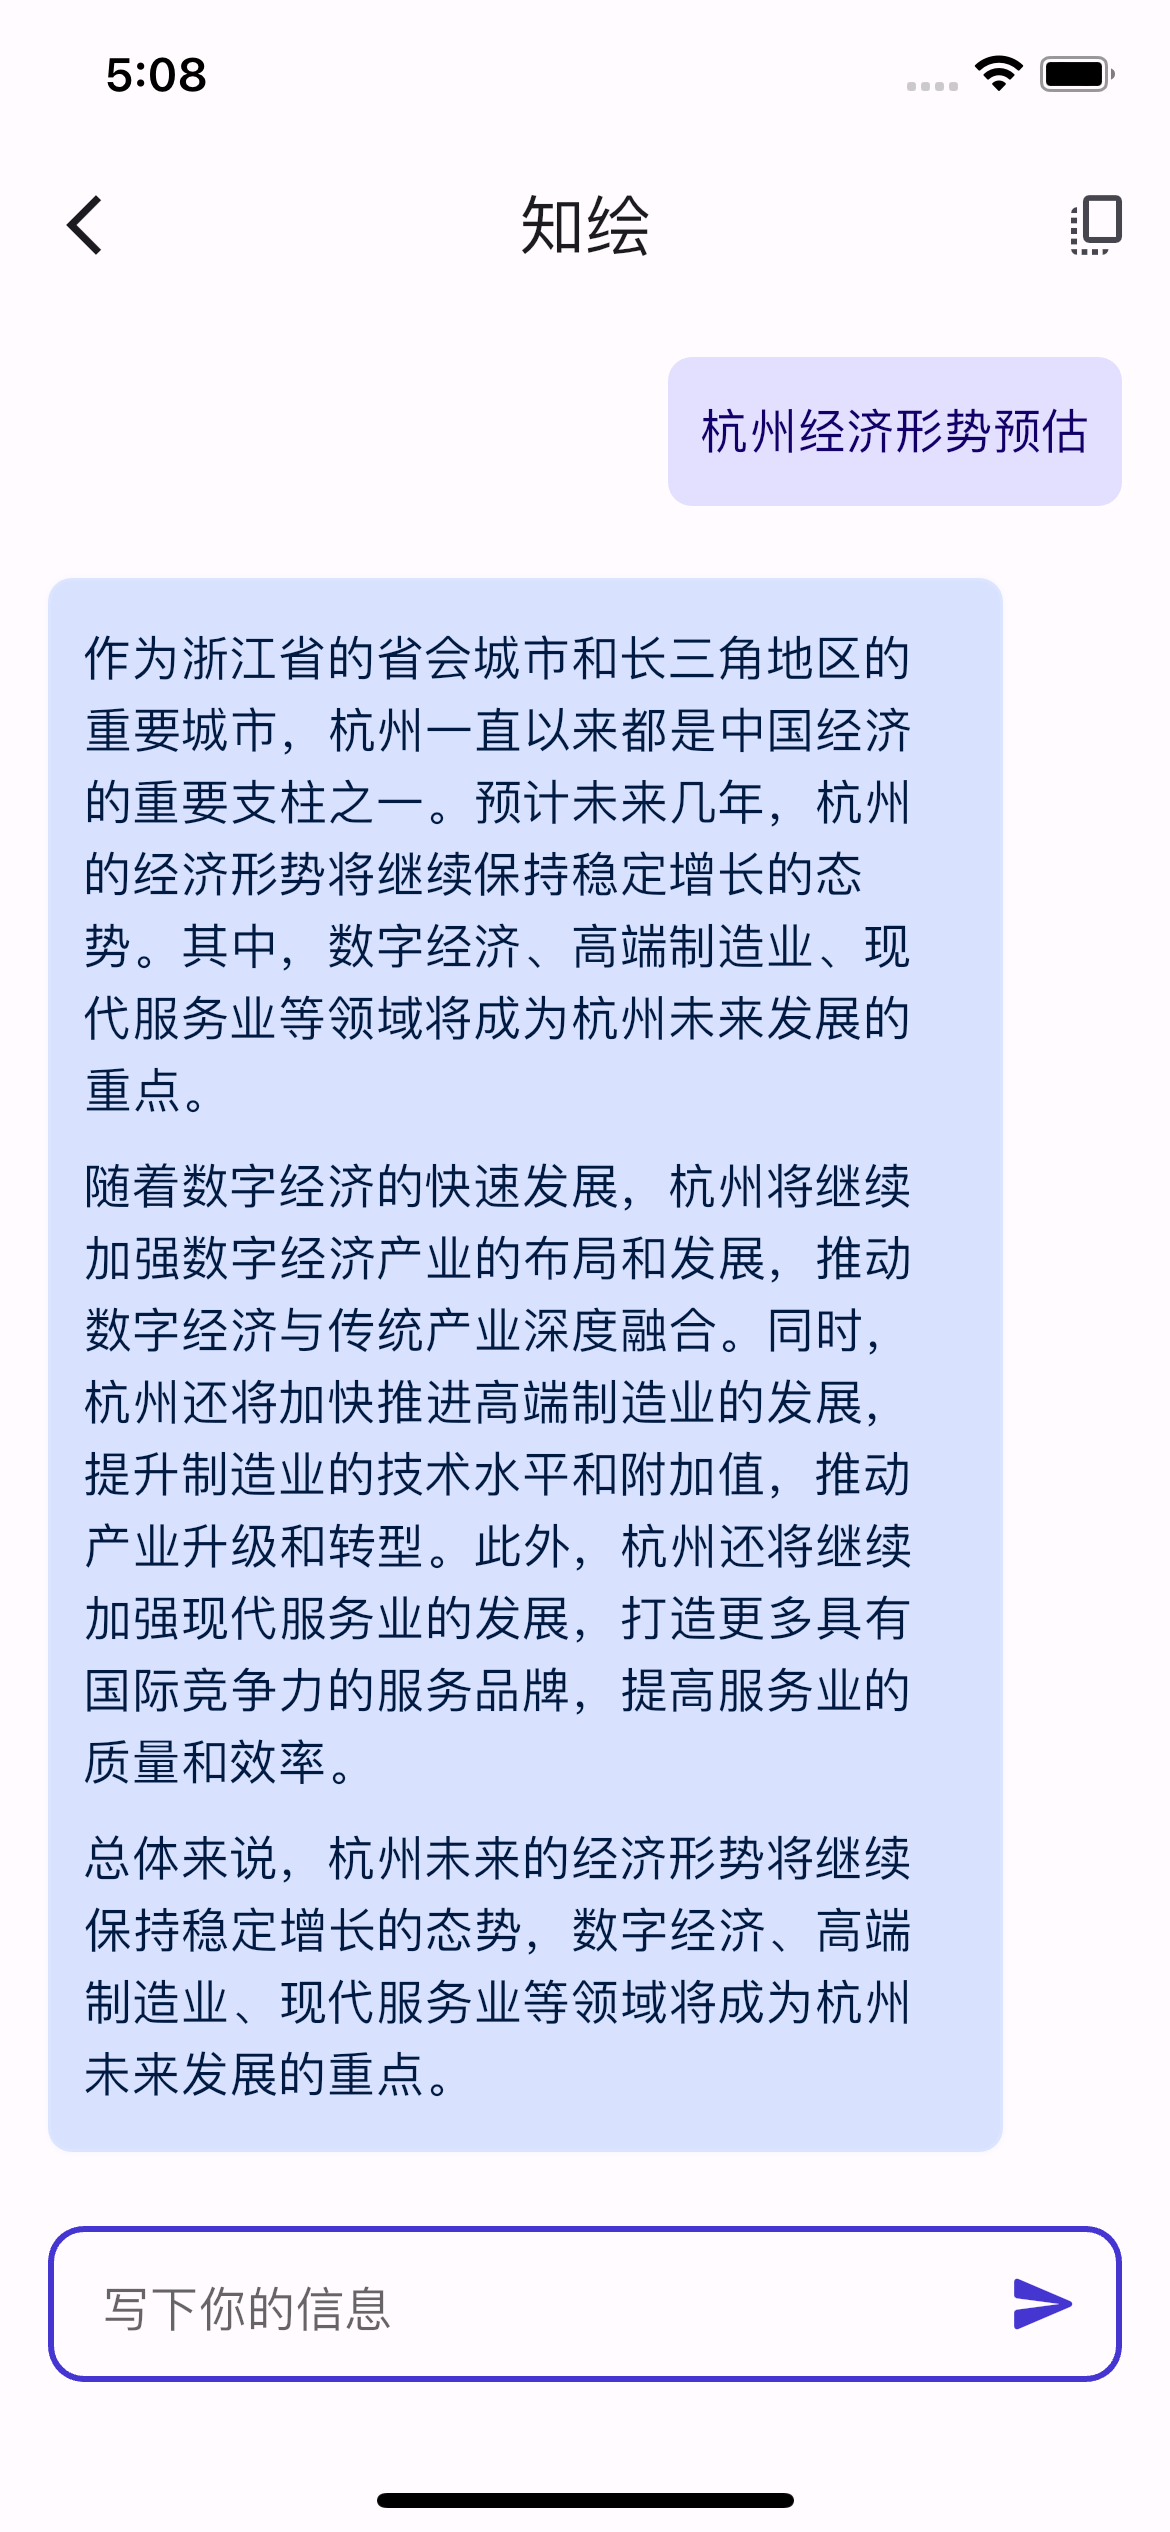 5:08
知绘
杭州经济形势预估
作为浙江省的省会城市和长三角地区的
重要城市，杭州一直以来都是中国经济
的重要支柱之一。预计未来几年，杭州
的经济形势将继续保持稳定增长的态
势。其中，数字经济、高端制造业、现
代服务业等领域将成为杭州未来发展的
重点。
随着数字经济的快速发展，杭州将继续
加强数字经济产业的布局和发展，推动
数字经济与传统产业深度融合。同时，
杭州还将加快推进高端制造业的发展，
提升制造业的技术水平和附加值，推动
产业升级和转型。此外，杭州还将继续
加强现代服务业的发展，打造更多具有
国际竞争力的服务品牌，提高服务业的
质量和效率。
总体来说，杭州未来的经济形势将继续
保持稳定增长的态势，数字经济、高端
制造业、现代服务业等领域将成为杭州
未来发展的重点。
写下你的信息